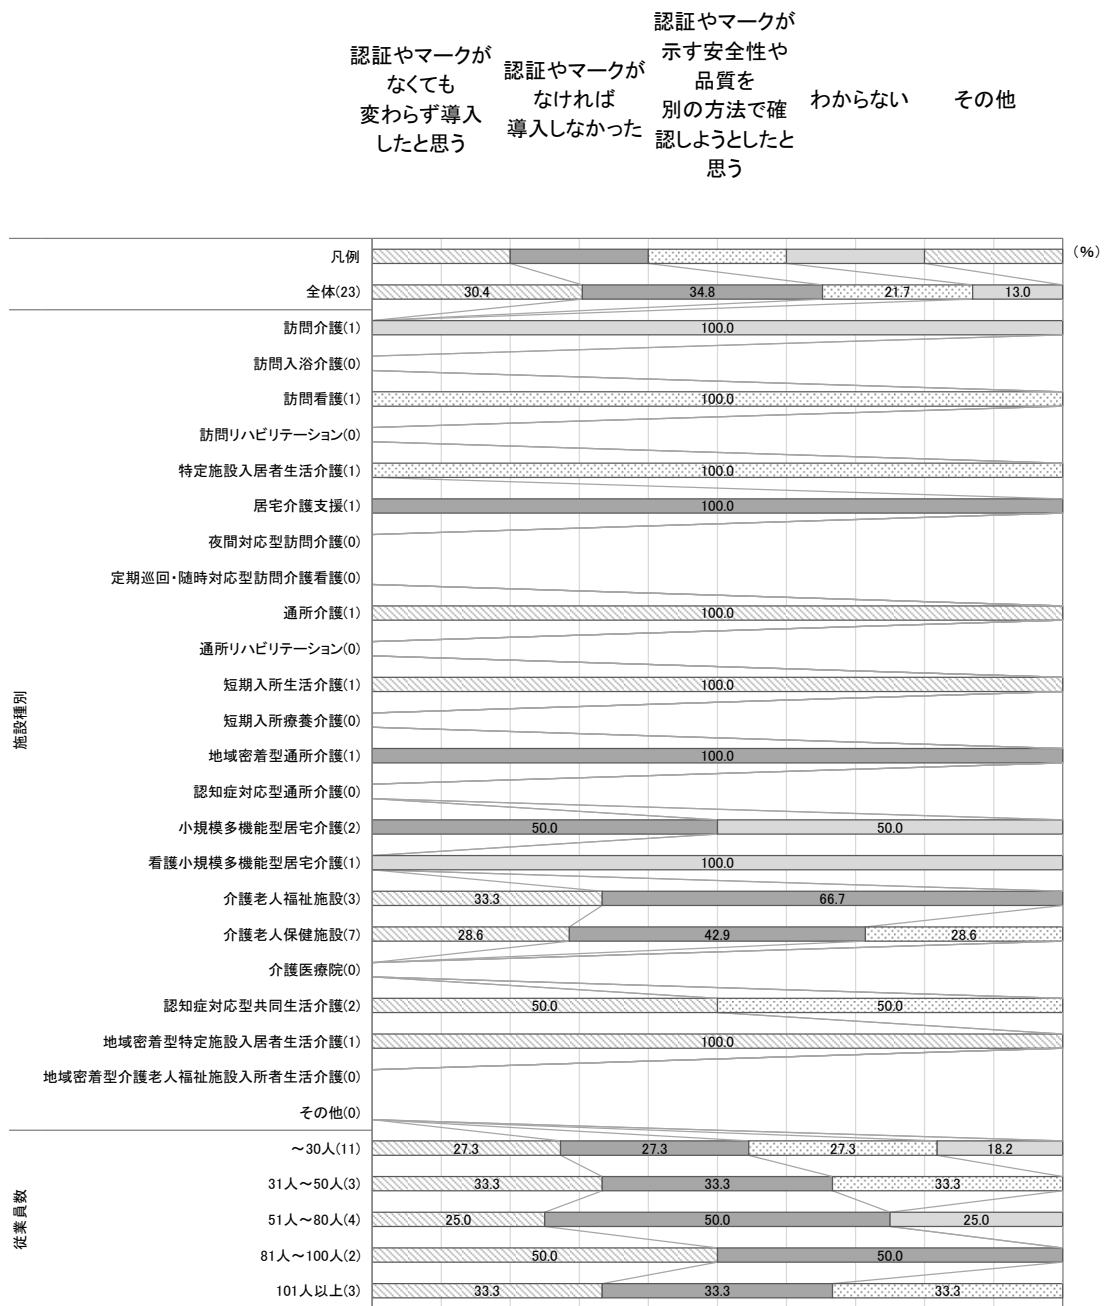 認証やマークが
なくても
変わらず導入
したと思う
認証やマークが
なければ
導入しなかった
認証やマークが
示す安全性や
品質を
別の方法で確
認しようとしたと
思う
わからない
その他
凡例
(%)
全体(23)
30.4
34.8
21.7
13.0
施設種別
訪問介護(1)
100.0
訪問入浴介護(0)
訪問看護(1)
100.0
訪問リハビリテーション(0)
特定施設入居者生活介護(1)
100.0
居宅介護支援(1)
100.0
夜間対応型訪問介護(0)
定期巡回・随時対応型訪問介護看護(0)
通所介護(1)
100.0
通所リハビリテーション(0)
短期入所生活介護(1)
100.0
短期入所療養介護(0)
地域密着型通所介護(1)
100.0
認知症対応型通所介護(0)
小規模多機能型居宅介護(2)
50.0
50.0
看護小規模多機能型居宅介護(1)
100.0
介護老人福祉施設(3)
33.3
66.7
介護老人保健施設(7)
28.6
42.9
28.6
介護医療院(0)
認知症対応型共同生活介護(2)
50.0
50.0
地域密着型特定施設入居者生活介護(1)
100.0
地域密着型介護老人福祉施設入所者生活介護(0)
その他(0)
従業員数
～30人(11)
27.3
27.3
27.3
18.2
31人～50人(3)
33.3
33.3
33.3
51人～80人(4)
25.0
50.0
25.0
81人～100人(2)
50.0
50.0
101人以上(3)
33.3
33.3
33.3